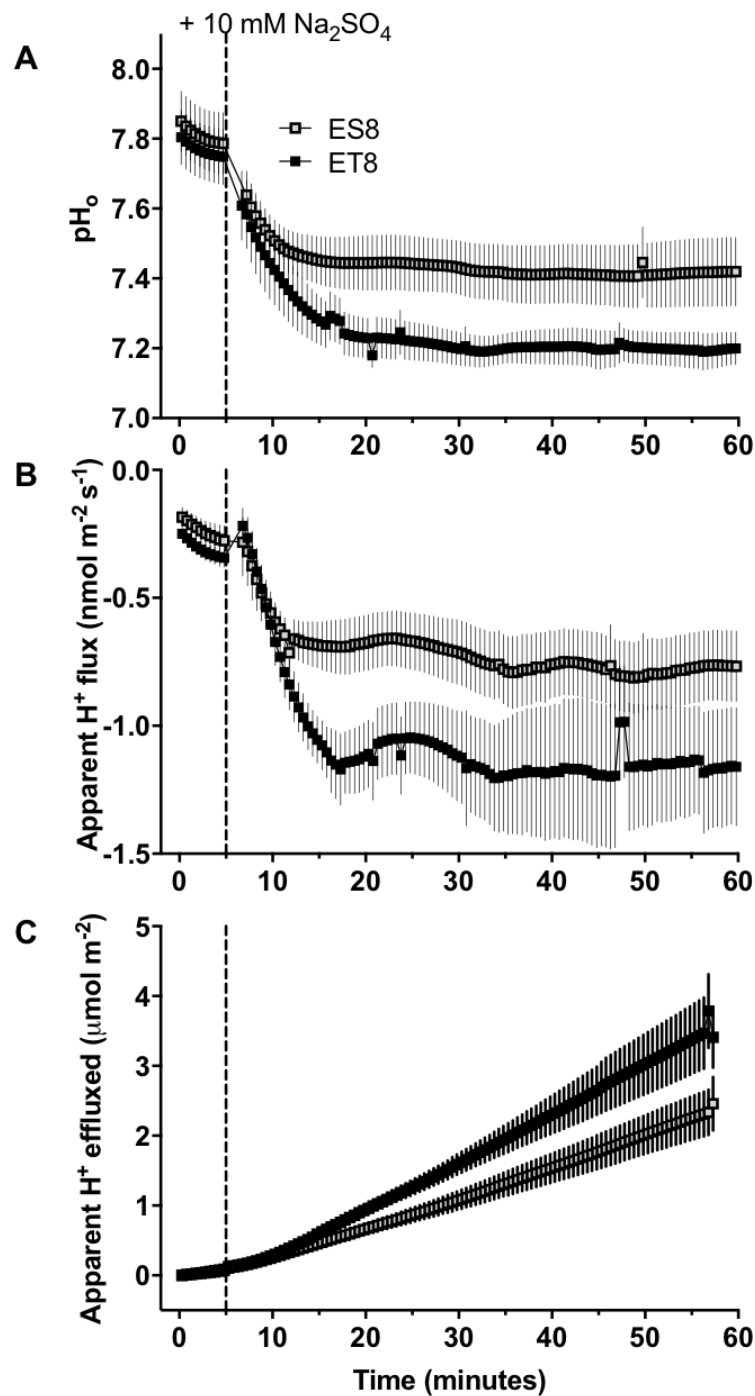 + 10 mM Na₂SO₄
A
8.0
7.8
7.6
7.4
7.2
7.0
pHₒ
ES8
ET8
0 10 20 30 40 50 60
B
0.0
-0.5
-1.0
-1.5
Apparent H⁺ flux (nmol m⁻² s⁻¹)
0 10 20 30 40 50 60
C
5
4
3
2
1
0
Apparent H⁺ effluxed (μmol m⁻²)
0 10 20 30 40 50 60
Time (minutes)